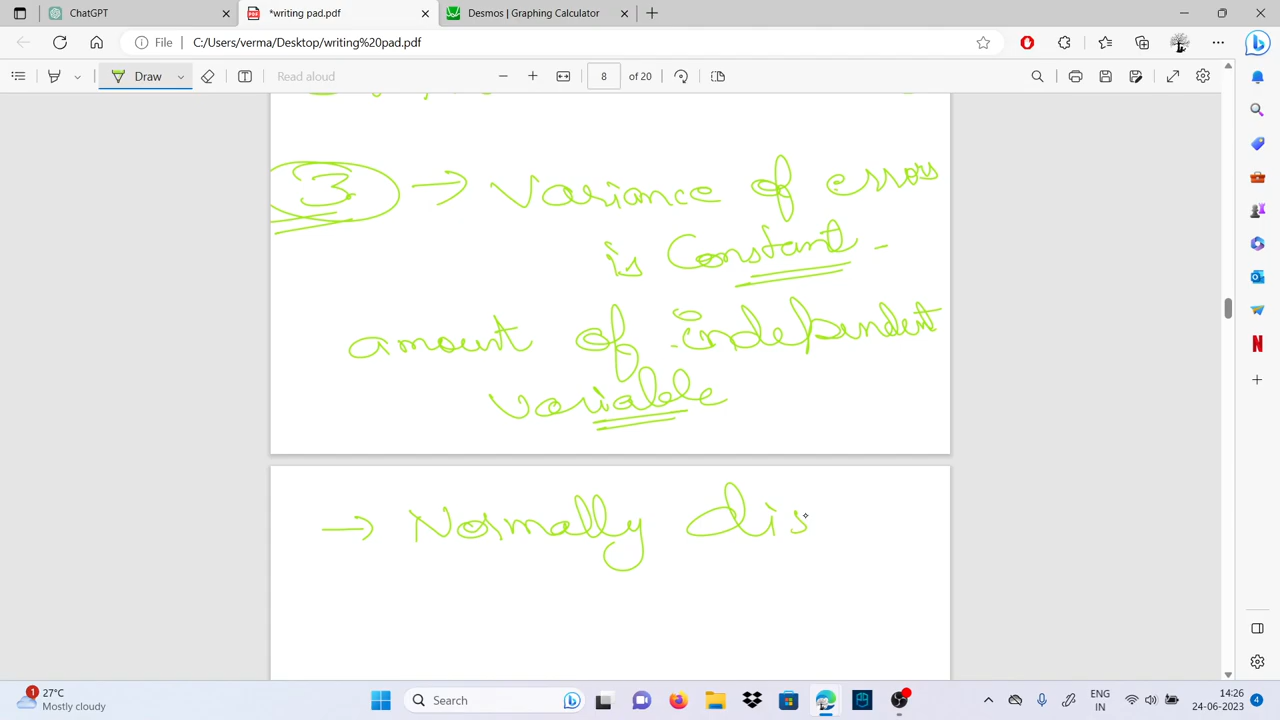 ChatGPT
*writing pad.pdf
Desmos | Graphing Calculator
File
C:/Users/verma/Desktop/writing%20pad.pdf
Draw
Read aloud
8 of 20
3 → Variance of errors
is Constant -
amount of independent
variable
→ Normally dis
1
27°C
Mostly cloudy
Search
ENG
IN
14:26
24-06-2023
4